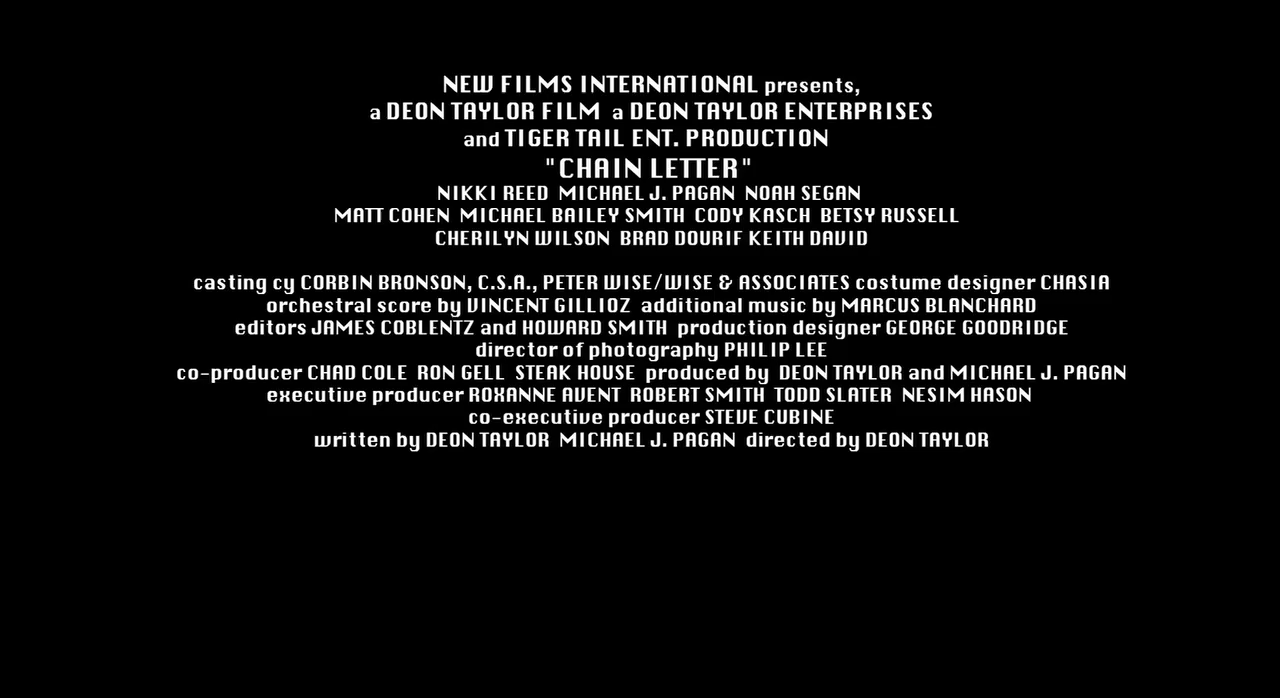 NEW FILMS INTERNATIONAL presents,
a DEON TAYLOR FILM a DEON TAYLOR ENTERPRISES
and TIGER TAIL ENT. PRODUCTION
"CHAIN LETTER"
NIKKI REED MICHAEL J. PAGAN NOAH SEGAN
MATT COHEN MICHAEL BAILEY SMITH CODY KASCH BETSY RUSSELL
CHERILYN WILSON BRAD DOURIF KEITH DAVID
casting cy CORBIN BRONSON, C.S.A., PETER WISE/WISE & ASSOCIATES costume designer CHASIA
orchestral score by VINCENT GILLIOZ additional music by MARCUS BLANCHARD
editors JAMES COBLENTZ and HOWARD SMITH production designer GEORGE GOODRIDGE
director of photography PHILIP LEE
co-producer CHAD COLE RON GELL STEAK HOUSE produced by DEON TAYLOR and MICHAEL J. PAGAN
executive producer ROXANNE AVENT ROBERT SMITH TODD SLATER NESIM HASON
co-executive producer STEVE CUBINE
written by DEON TAYLOR MICHAEL J. PAGAN directed by DEON TAYLOR